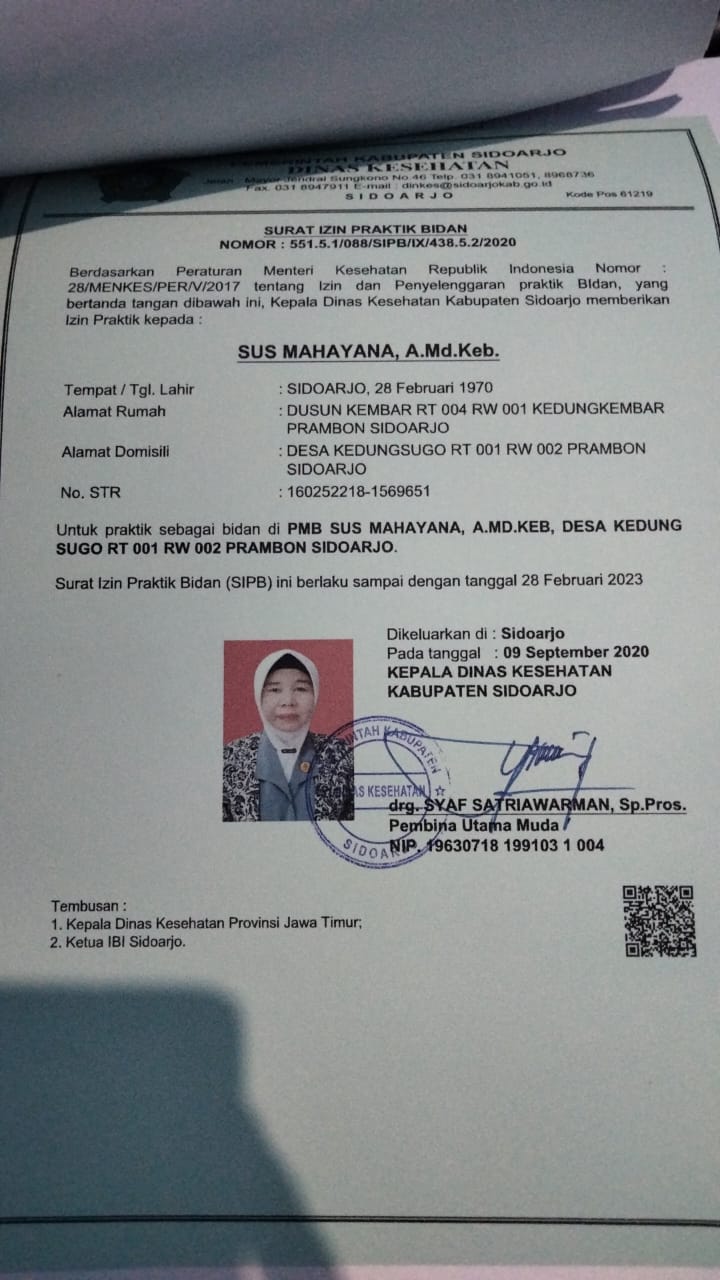 PEMERINTAH KABUPATEN SIDOARJO
DINAS KESEHATAN
Jalan Mayor Jendral Sungkono No.46 Telp. 031 8941051, 8968736
Fax. 031 8947911 E-mail : dinkes@sidoarjokab.go.id
SIDOARJO Kode Pos 61219
SURAT IZIN PRAKTIK BIDAN
NOMOR : 551.5.1/088/SIPB/IX/438.5.2/2020
Berdasarkan Peraturan Menteri Kesehatan Republik Indonesia Nomor :
28/MENKES/PER/V/2017 tentang Izin dan Penyelenggaran praktik BIdan, yang
bertanda tangan dibawah ini, Kepala Dinas Kesehatan Kabupaten Sidoarjo memberikan
Izin Praktik kepada :
SUS MAHAYANA, A.Md.Keb.
Tempat / Tgl. Lahir : SIDOARJO, 28 Februari 1970
Alamat Rumah : DUSUN KEMBAR RT 004 RW 001 KEDUNGKEMBAR
PRAMBON SIDOARJO
Alamat Domisili : DESA KEDUNGSUGO RT 001 RW 002 PRAMBON
SIDOARJO
No. STR : 160252218-1569651
Untuk praktik sebagai bidan di PMB SUS MAHAYANA, A.MD.KEB, DESA KEDUNG
SUGO RT 001 RW 002 PRAMBON SIDOARJO.
Surat Izin Praktik Bidan (SIPB) ini berlaku sampai dengan tanggal 28 Februari 2023
Dikeluarkan di : Sidoarjo
Pada tanggal : 09 September 2020
KEPALA DINAS KESEHATAN
KABUPATEN SIDOARJO
INTAH KABUPATEN
AS KESEHATAN
SIDOAR
drg. SYAF SATRIAWARMAN, Sp.Pros.
Pembina Utama Muda
NIP. 19630718 199103 1 004
Tembusan :
1. Kepala Dinas Kesehatan Provinsi Jawa Timur;
2. Ketua IBI Sidoarjo.